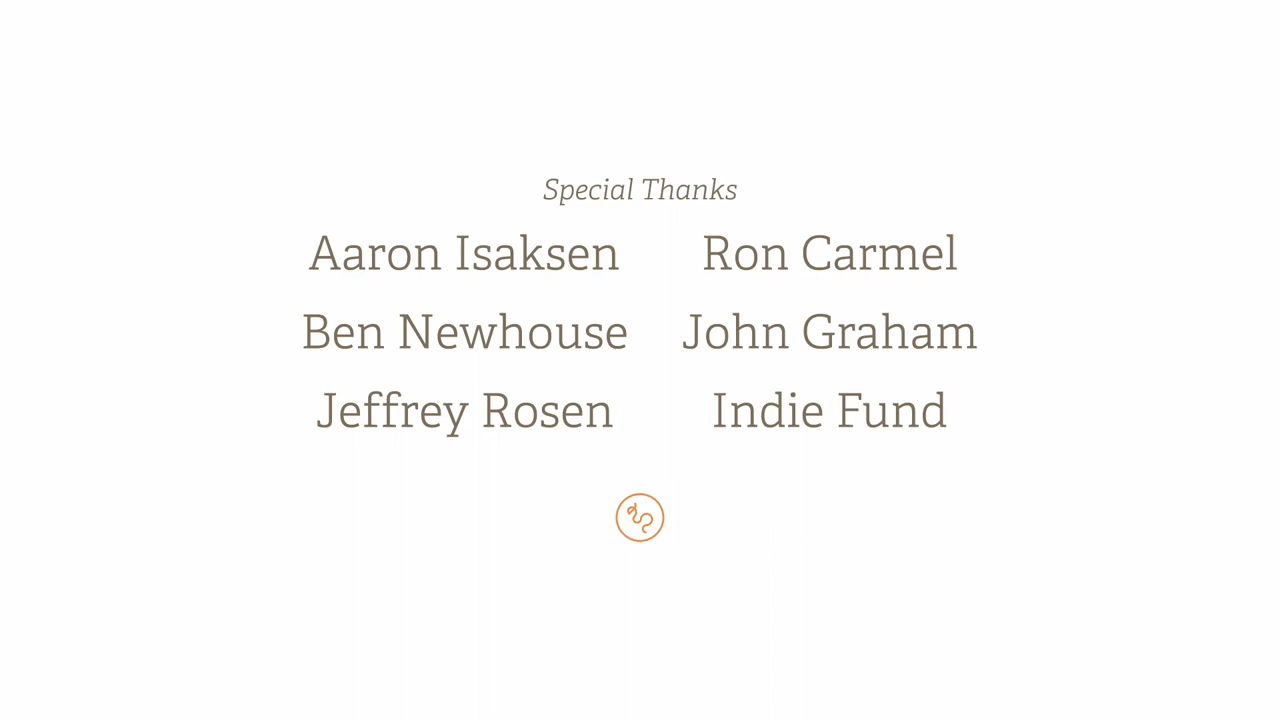 Special Thanks
Aaron Isaksen Ron Carmel
Ben Newhouse John Graham
Jeffrey Rosen Indie Fund